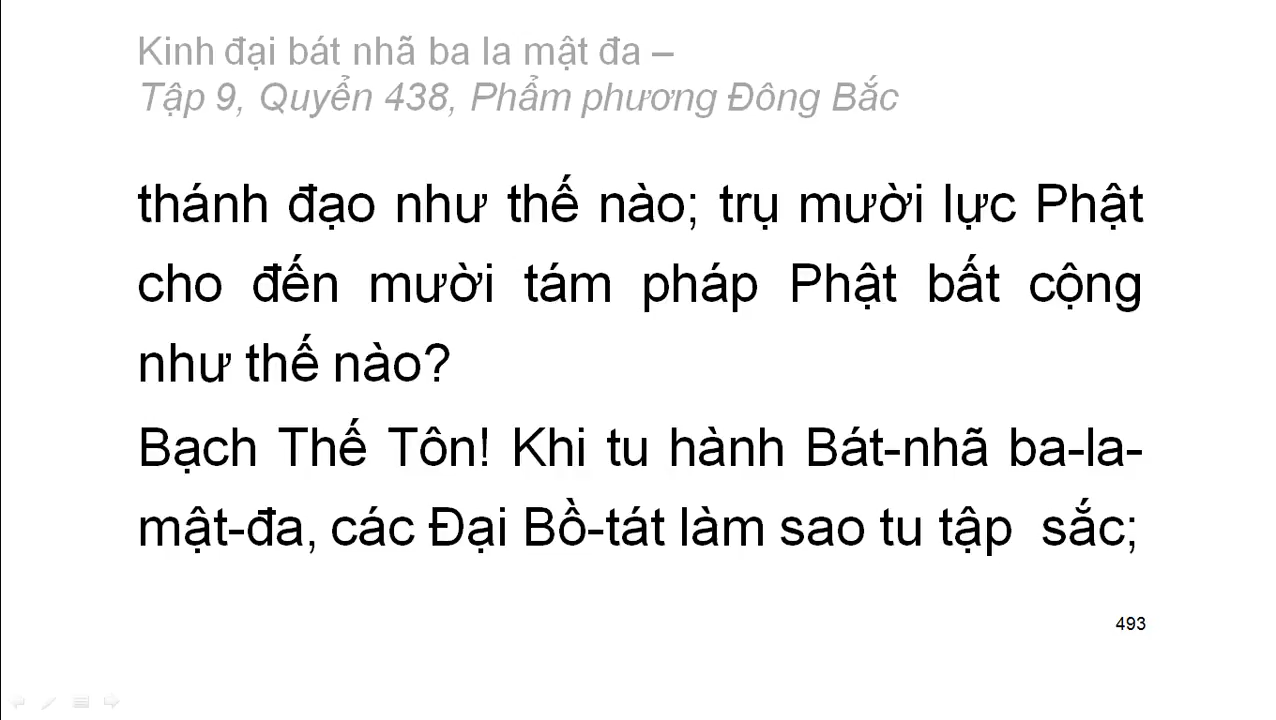 Kinh đại bát nhã ba la mật đa –
Tập 9, Quyển 438, Phẩm phương Đông Bắc
thánh đạo như thế nào; trụ mười lực Phật
cho đến mười tám pháp Phật bất cộng
như thế nào?
Bạch Thế Tôn! Khi tu hành Bát-nhã ba-la-
mật-đa, các Đại Bồ-tát làm sao tu tập  sắc;
493